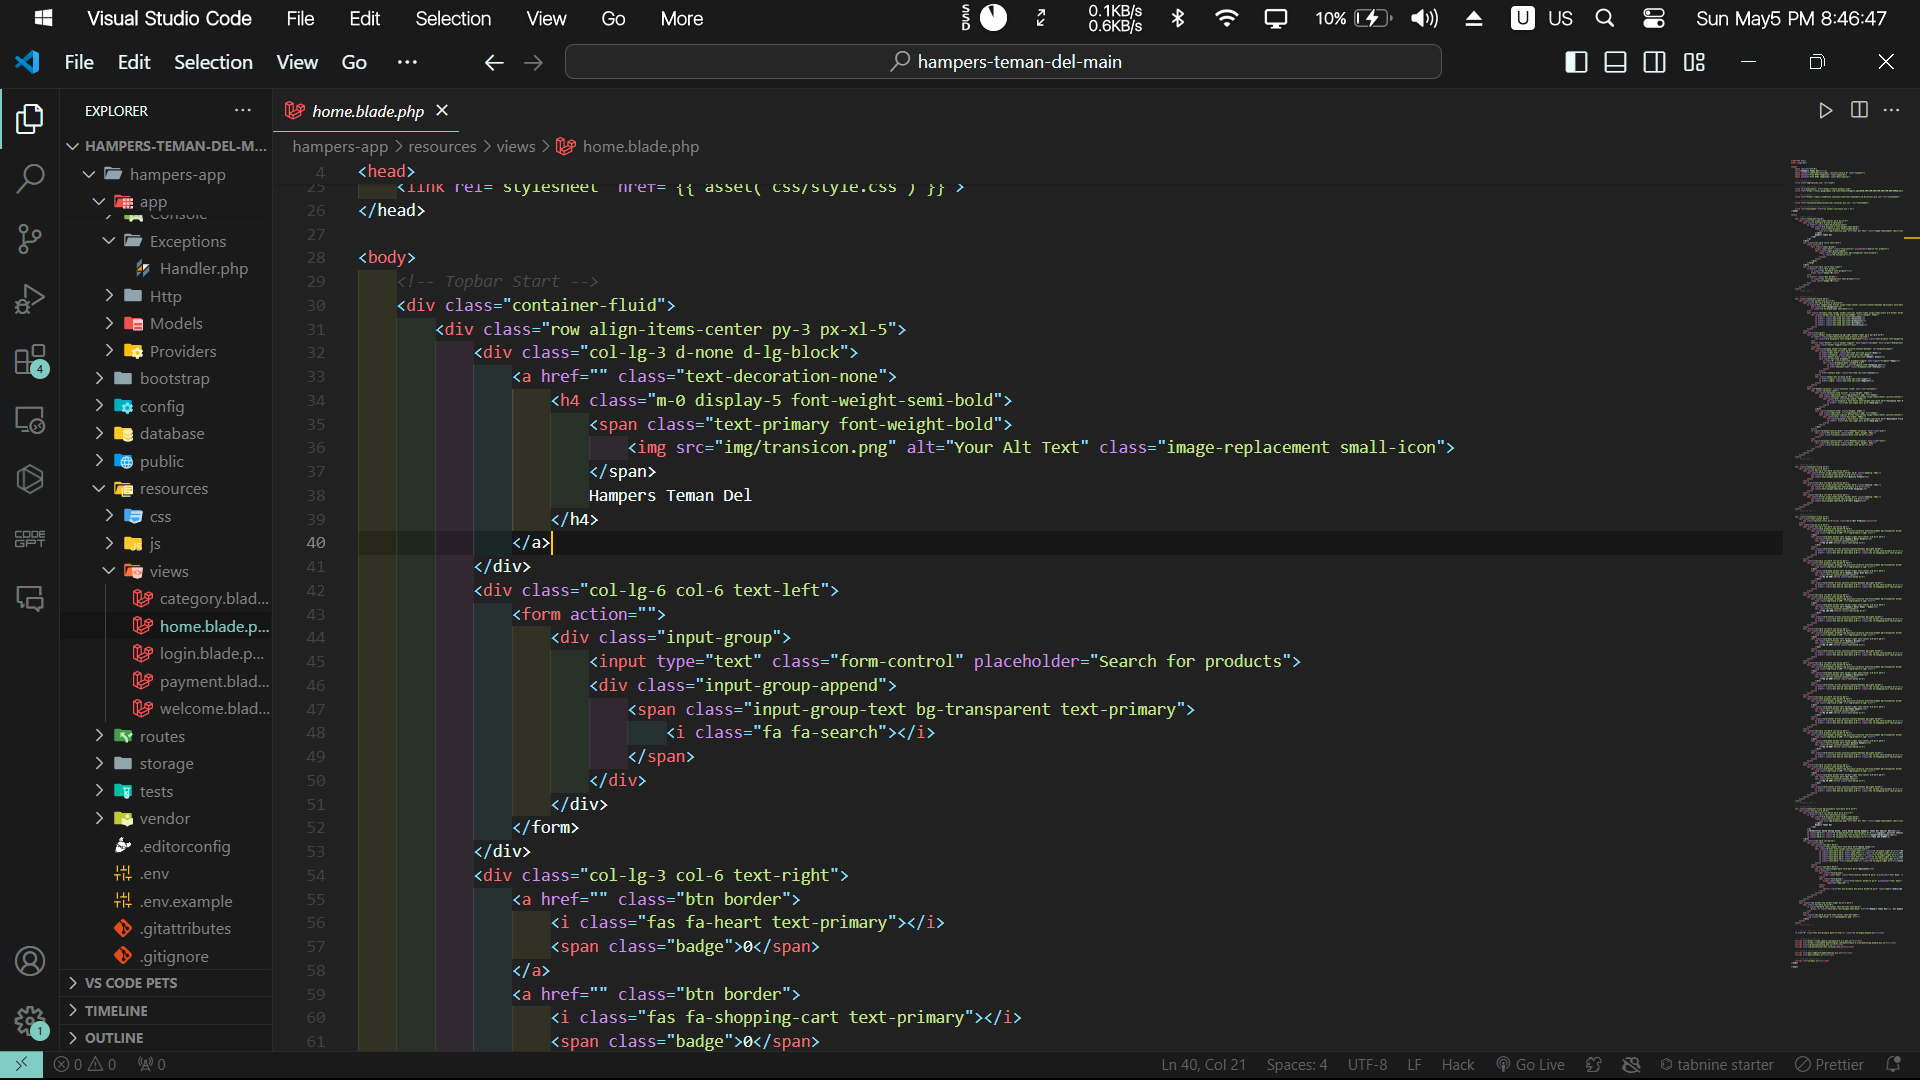 Visual Studio Code File Edit Selection View Go More
SSD 0.1KB/s 0.6KB/s 10% U US Sun May5 PM 8:46:47
File Edit Selection View Go ··· hampers-teman-del-main
EXPLORER ···
HAMPERS-TEMAN-DEL-M...
hampers-app
app
Console
Exceptions
Handler.php
Http
Models
Providers
bootstrap
config
database
public
resources
css
js
views
category.blad...
home.blade.p...
login.blade.p...
payment.blad...
welcome.blad...
routes
storage
tests
vendor
.editorconfig
.env
.env.example
.gitattributes
.gitignore
VS CODE PETS
TIMELINE
OUTLINE
4
CODE
GPT
1
home.blade.php
hampers-app > resources > views > home.blade.php
4 <head>
25 <link rel="stylesheet" href="{{ asset('css/style.css') }}">
26 </head>
27
28 <body>
29 <!-- Topbar Start -->
30 <div class="container-fluid">
31 <div class="row align-items-center py-3 px-xl-5">
32 <div class="col-lg-3 d-none d-lg-block">
33 <a href="" class="text-decoration-none">
34 <h4 class="m-0 display-5 font-weight-semi-bold">
35 <span class="text-primary font-weight-bold">
36 <img src="img/transicon.png" alt="Your Alt Text" class="image-replacement small-icon">
37 </span>
38 Hampers Teman Del
39 </h4>
40 </a>
41 </div>
42 <div class="col-lg-6 col-6 text-left">
43 <form action="">
44 <div class="input-group">
45 <input type="text" class="form-control" placeholder="Search for products">
46 <div class="input-group-append">
47 <span class="input-group-text bg-transparent text-primary">
48 <i class="fa fa-search"></i>
49 </span>
50 </div>
51 </div>
52 </form>
53 </div>
54 <div class="col-lg-3 col-6 text-right">
55 <a href="" class="btn border">
56 <i class="fas fa-heart text-primary"></i>
57 <span class="badge">0</span>
58 </a>
59 <a href="" class="btn border">
60 <i class="fas fa-shopping-cart text-primary"></i>
61 <span class="badge">0</span>
0 0 0 Ln 40, Col 21 Spaces: 4 UTF-8 LF Hack Go Live tabnine starter Prettier